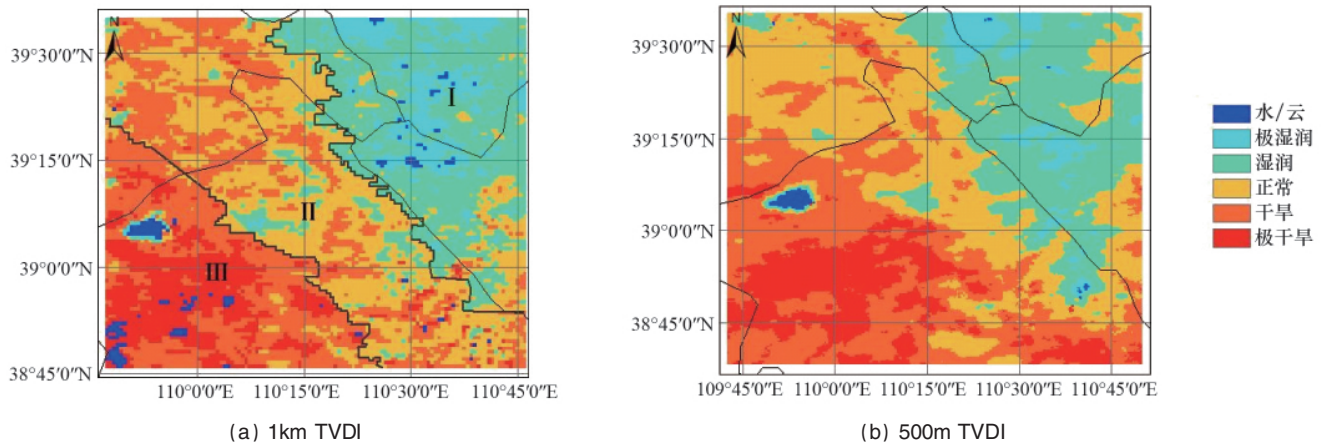 N
39°30′0″N
39°15′0″N
39°0′0″N
38°45′0″N
I
II
III
110°0′0″E
110°15′0″E
110°30′0″E
110°45′0″E
(a) 1km TVDI
N
39°30′0″N
39°15′0″N
39°0′0″N
38°45′0″N
109°45′0″E
110°0′0″E
110°15′0″E
110°30′0″E
110°45′0″E
(b) 500m TVDI
水/云
极湿润
湿润
正常
干旱
极干旱